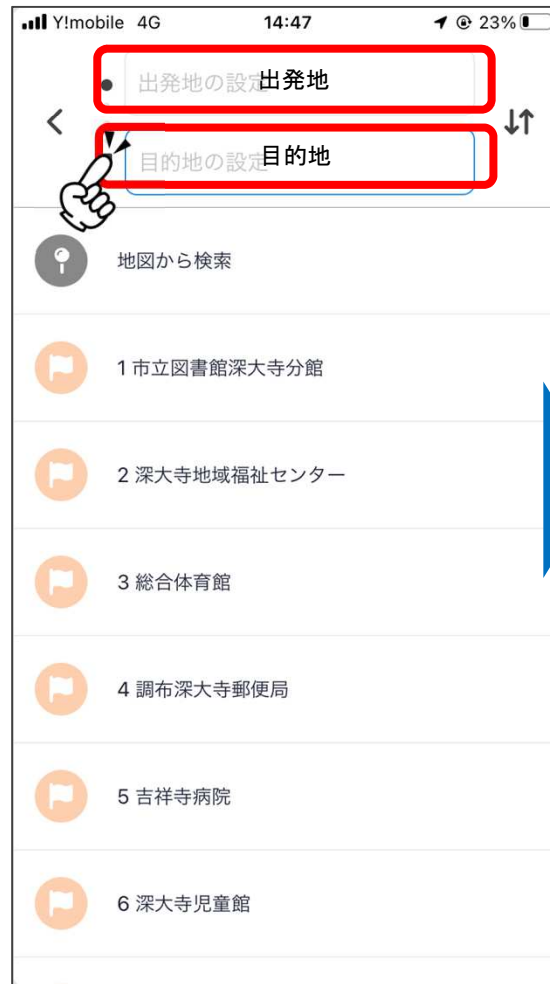 Y!mobile 4G 14:47 23%
出発地の設定 出発地
目的地の設定 目的地
地図から検索
1 市立図書館深大寺分館
2 深大寺地域福祉センター
3 総合体育館
4 調布深大寺郵便局
5 吉祥寺病院
6 深大寺児童館